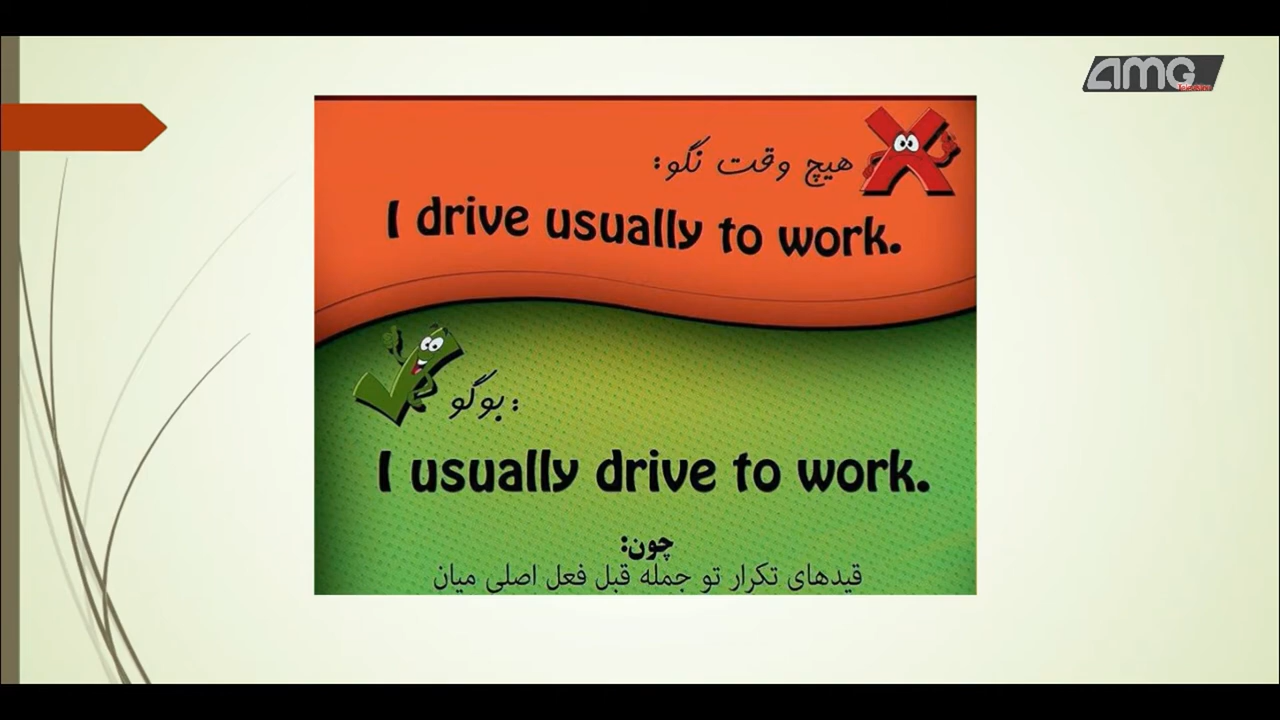 AMG
هیچ وقت نگو:
I drive usually to work.
بوگو:
I usually drive to work.
چون:
قیدهای تکرار تو جمله قبل فعل اصلی میان